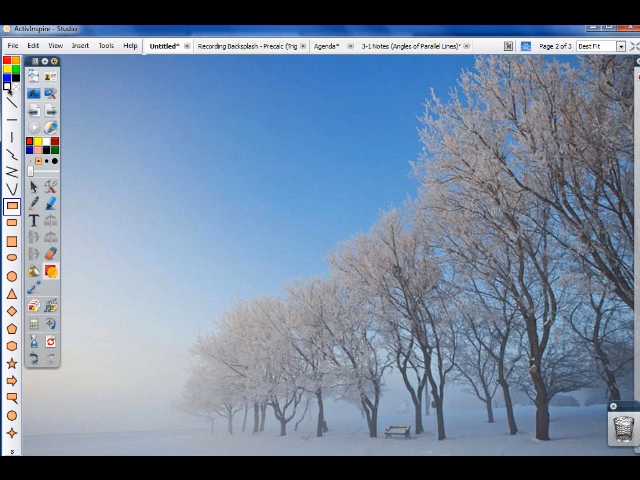 ActivInspire - Studio
File Edit View Insert Tools Help Untitled* Recording Backsplash - Precalc (Trig Agenda* 3-1 Notes (Angles of Parallel Lines)* Page 2 of 3 Best Fit
T